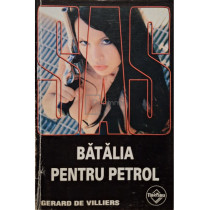 SAS
BĂTĂLIA
PENTRU PETROL
GERARD DE VILLIERS